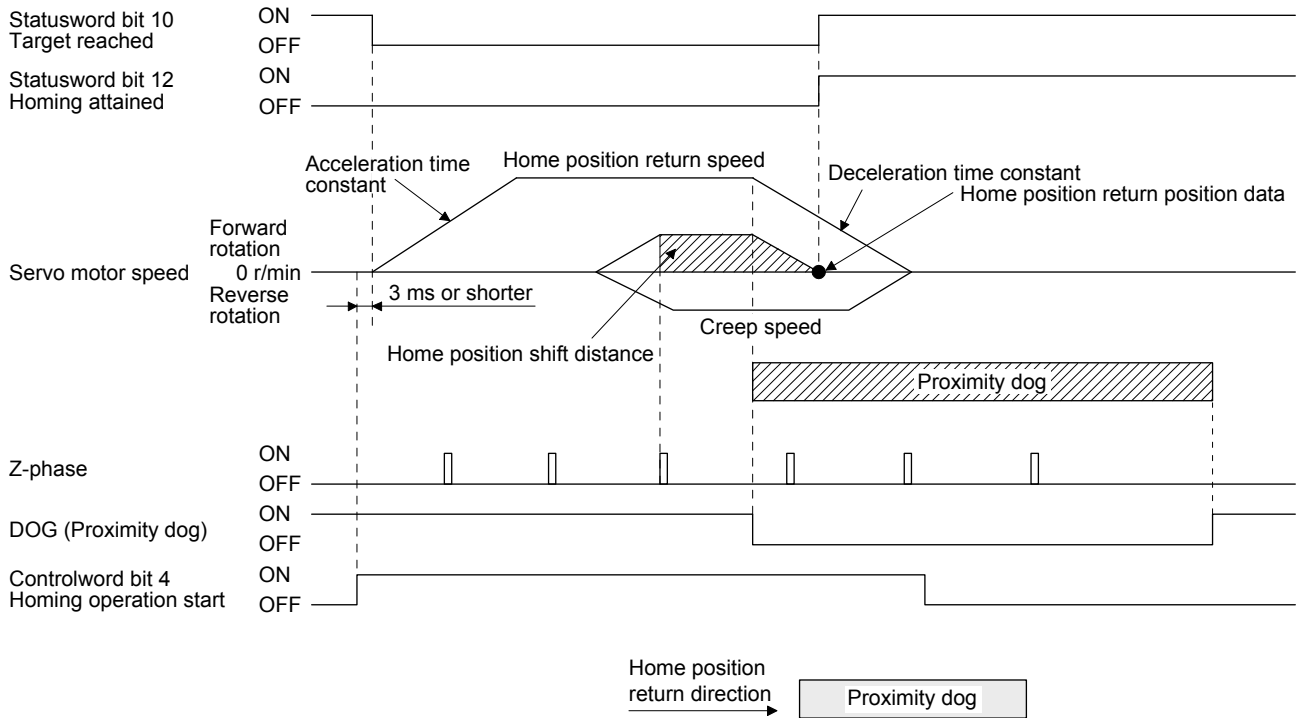 Statusword bit 10
Target reached
ON
OFF
Statusword bit 12
Homing attained
ON
OFF
Acceleration time
constant
Home position return speed
Deceleration time constant
Home position return position data
Forward
rotation
Servo motor speed
0 r/min
Reverse
rotation
3 ms or shorter
Creep speed
Home position shift distance
Proximity dog
Z-phase
ON
OFF
DOG (Proximity dog)
ON
OFF
Controlword bit 4
Homing operation start
ON
OFF
Home position
return direction
Proximity dog